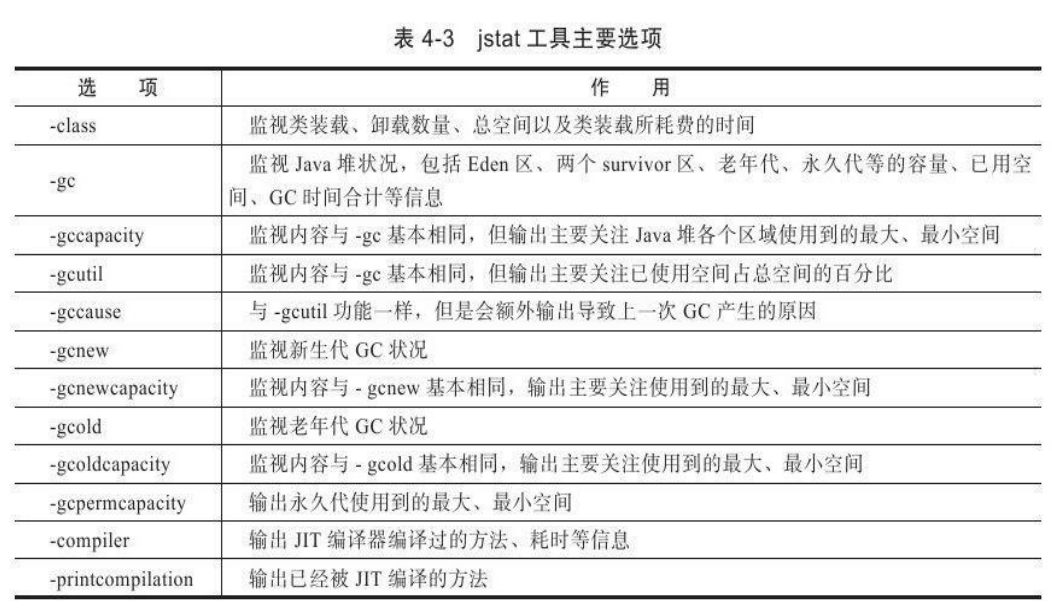 表 4-3 jstat 工具主要选项
选 项 作 用
-class 监视类装载、卸载数量、总空间以及类装载所耗费的时间
-gc 监视 Java 堆状况，包括 Eden 区、两个 survivor 区、老年代、永久代等的容量、已用空
间、GC 时间合计等信息
-gccapacity 监视内容与 -gc 基本相同，但输出主要关注 Java 堆各个区域使用到的最大、最小空间
-gcutil 监视内容与 -gc 基本相同，但输出主要关注已使用空间占总空间的百分比
-gccause 与 -gcutil 功能一样，但是会额外输出导致上一次 GC 产生的原因
-gcnew 监视新生代 GC 状况
-gcnewcapacity 监视内容与 - gcnew 基本相同，输出主要关注使用到的最大、最小空间
-gcold 监视老年代 GC 状况
-gcoldcapacity 监视内容与 - gcold 基本相同，输出主要关注使用到的最大、最小空间
-gcpermcapacity 输出永久代使用到的最大、最小空间
-compiler 输出 JIT 编译器编译过的方法、耗时等信息
-printcompilation 输出已经被 JIT 编译的方法